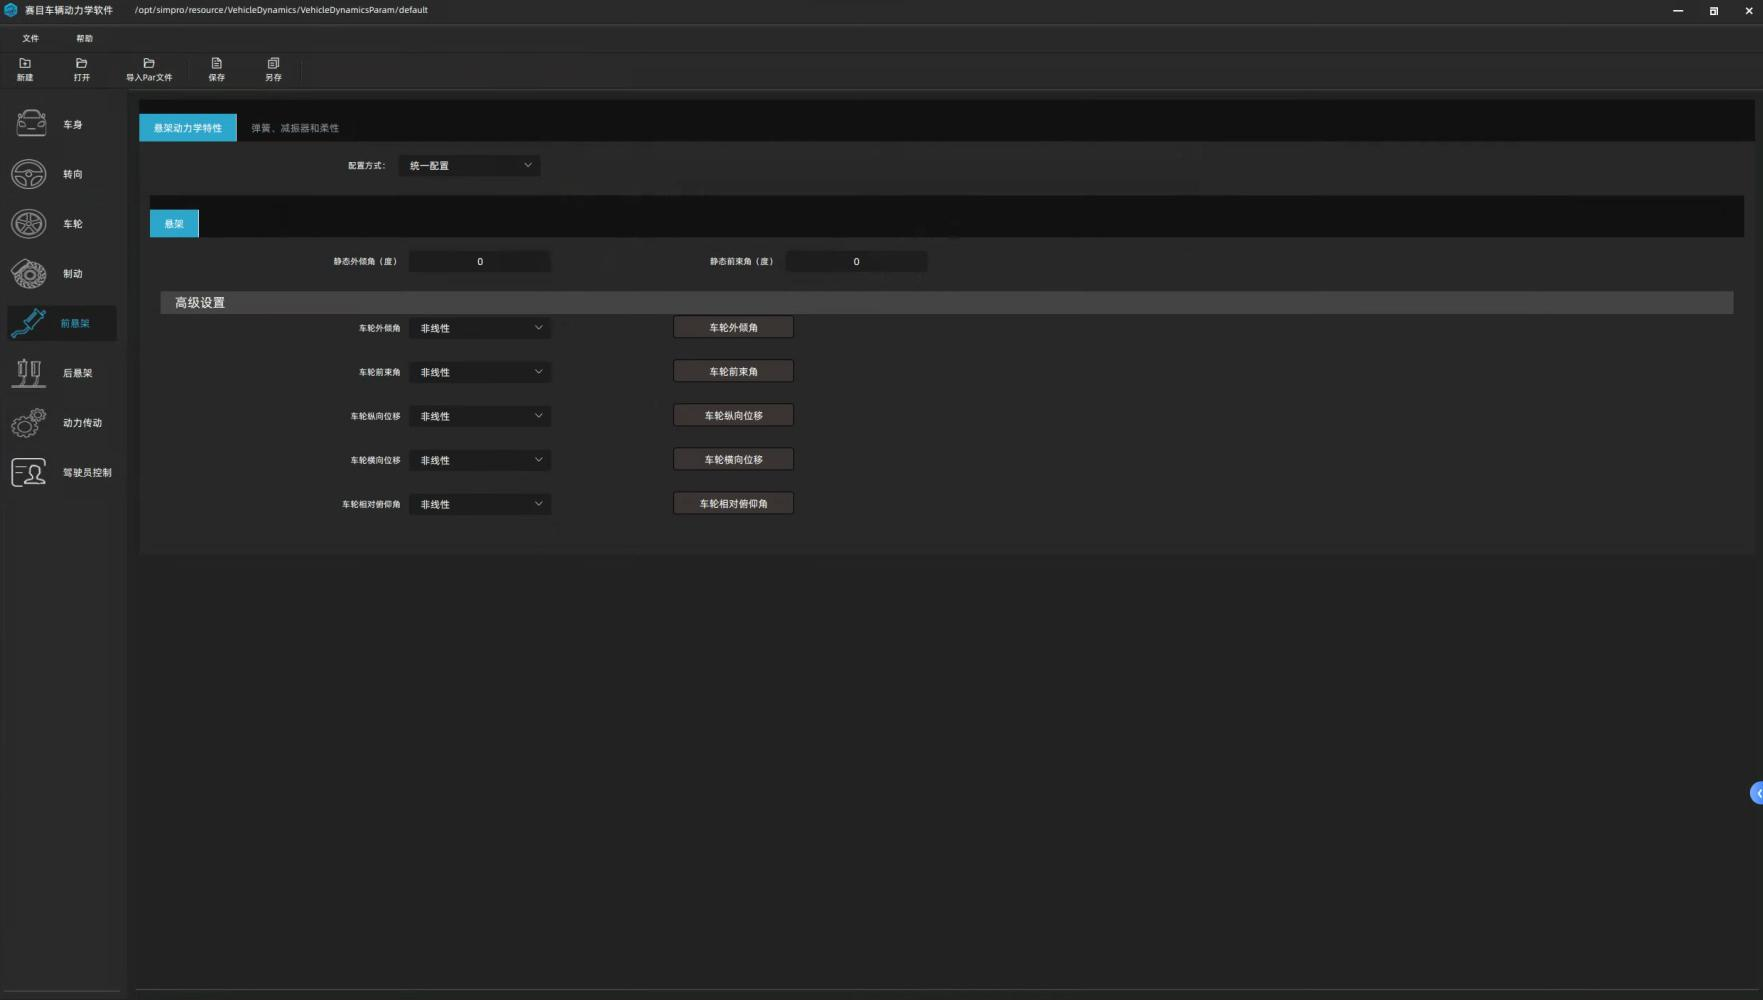 赛目车辆动力学软件 /opt/simpro/resource/VehicleDynamics/VehicleDynamicsParam/default
文件 帮助
新建 打开 导入Par文件 保存 另存
车身
转向
车轮
制动
前悬架
后悬架
动力传动
驾驶员控制
悬架动力学特性 弹簧、减振器和柔性
配置方式: 统一配置
悬架
静态外倾角（度） 0 静态前束角（度） 0
高级设置
车轮外倾角 非线性 车轮外倾角
车轮前束角 非线性 车轮前束角
车轮纵向位移 非线性 车轮纵向位移
车轮横向位移 非线性 车轮横向位移
车轮相对俯仰角 非线性 车轮相对俯仰角